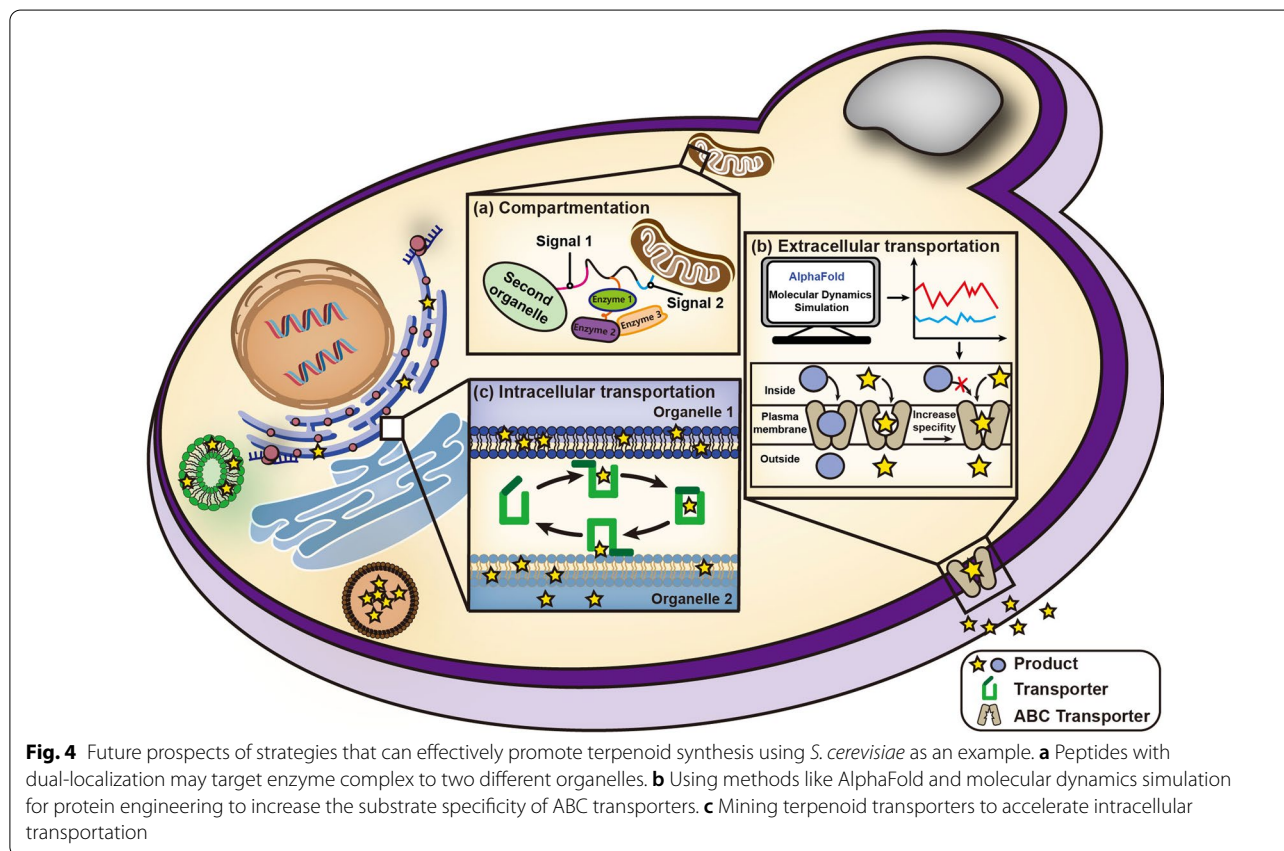 (a) Compartmentation
Signal 1
Second
organelle
Enzyme 1
Enzyme 2
Enzyme 3
Signal 2
(b) Extracellular transportation
AlphaFold
Molecular Dynamics
Simulation
Inside
Plasma
membrane
Outside
Increase
specifity
(c) Intracellular transportation
Organelle 1
Organelle 2
Product
Transporter
ABC Transporter
Fig. 4 Future prospects of strategies that can effectively promote terpenoid synthesis using S. cerevisiae as an example. a Peptides with
dual-localization may target enzyme complex to two different organelles. b Using methods like AlphaFold and molecular dynamics simulation
for protein engineering to increase the substrate specificity of ABC transporters. c Mining terpenoid transporters to accelerate intracellular
transportation